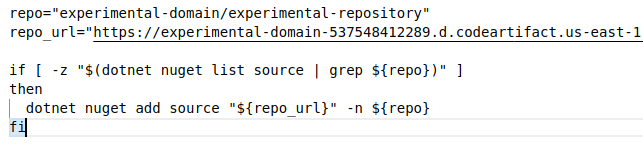 repo="experimental-domain/experimental-repository"
repo_url="https://experimental-domain-537548412289.d.codeartifact.us-east-1
if [ -z "$(dotnet nuget list source | grep ${repo})" ]
then
  dotnet nuget add source "${repo_url}" -n ${repo}
fi